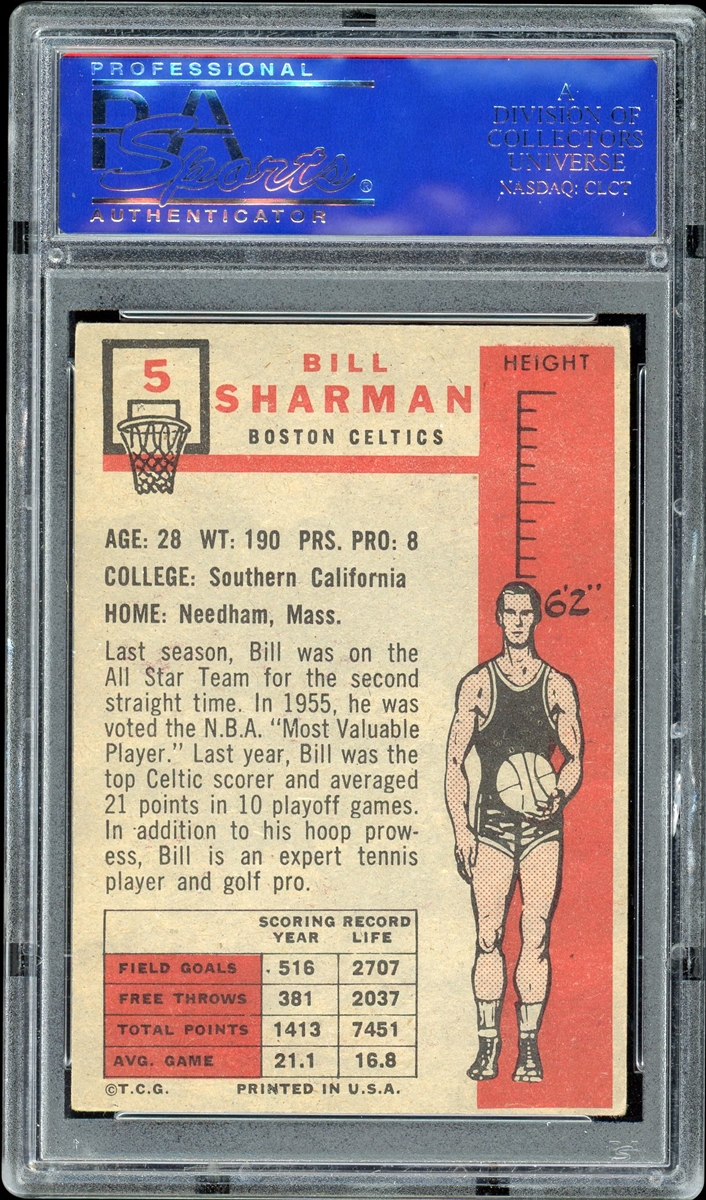 PROFESSIONAL
PSA
Sports®
AUTHENTICATOR
A
DIVISION OF
COLLECTORS
UNIVERSE
NASDAQ: CLCT
5
BILL
SHARMAN
BOSTON CELTICS
HEIGHT
6'2"
AGE: 28 WT: 190 PRS. PRO: 8
COLLEGE: Southern California
HOME: Needham, Mass.
Last season, Bill was on the
All Star Team for the second
straight time. In 1955, he was
voted the N.B.A. “Most Valuable
Player.” Last year, Bill was the
top Celtic scorer and averaged
21 points in 10 playoff games.
In addition to his hoop prow-
ess, Bill is an expert tennis
player and golf pro.
SCORING RECORD
YEAR LIFE
FIELD GOALS 516 2707
FREE THROWS 381 2037
TOTAL POINTS 1413 7451
AVG. GAME 21.1 16.8
©T.C.G. PRINTED IN U.S.A.